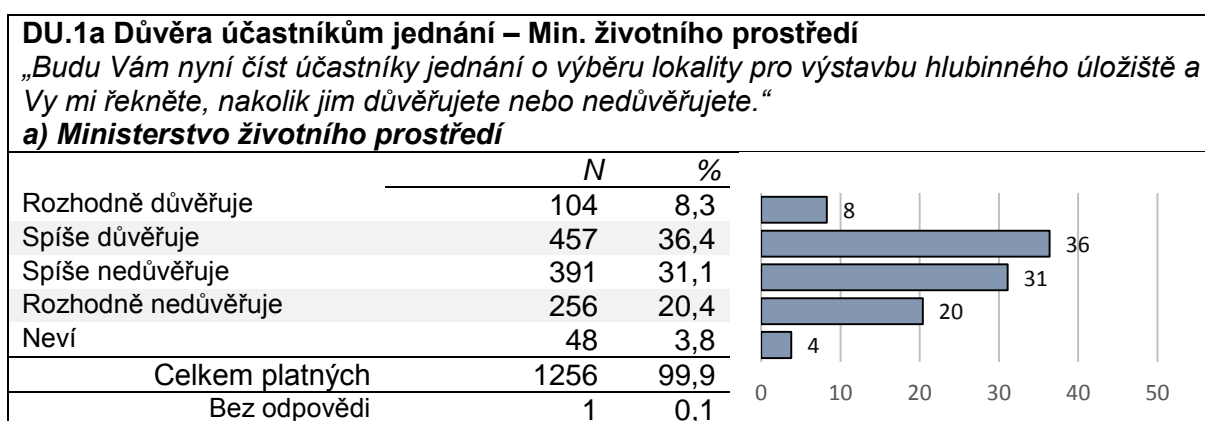 DU.1a Důvěra účastníkům jednání – Min. životního prostředí
„Budu Vám nyní číst účastníky jednání o výběru lokality pro výstavbu hlubinného úložiště a
Vy mi řekněte, nakolik jim důvěřujete nebo nedůvěřujete.“
a) Ministerstvo životního prostředí
N %
Rozhodně důvěřuje 104 8,3
Spíše důvěřuje 457 36,4
Spíše nedůvěřuje 391 31,1
Rozhodně nedůvěřuje 256 20,4
Neví 48 3,8
Celkem platných 1256 99,9
Bez odpovědi 1 0,1
8
36
31
20
4
0 10 20 30 40 50